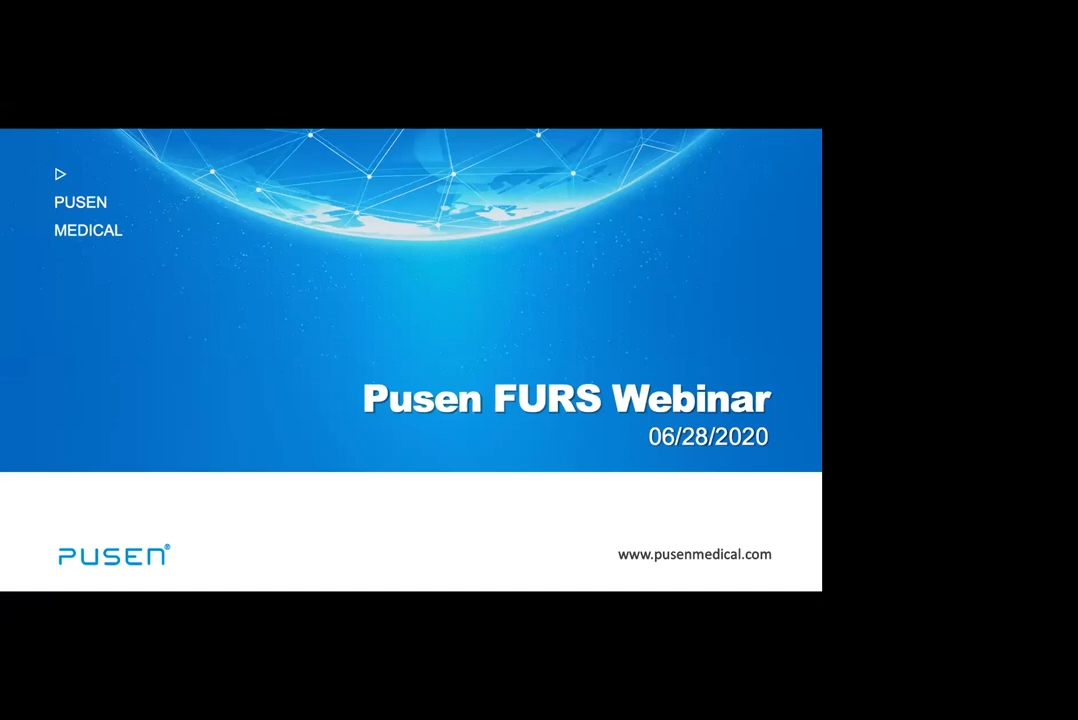 PUSEN
MEDICAL
Pusen FURS Webinar
06/28/2020
PUSEN®
www.pusenmedical.com